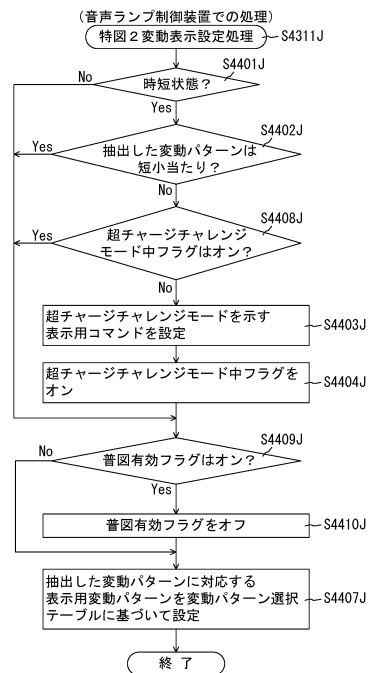 （音声ランプ制御装置での処理）
特図２変動表示設定処理
S4311J
S4401J
No
時短状態？
Yes
S4402J
Yes
抽出した変動パターンは
短小当たり？
No
S4408J
Yes
超チャージチャレンジ
モード中フラグはオン？
No
超チャージチャレンジモードを示す
表示用コマンドを設定
S4403J
超チャージチャレンジモード中フラグを
オン
S4404J
S4409J
No
普図有効フラグはオン？
Yes
普図有効フラグをオフ
S4410J
抽出した変動パターンに対応する
表示用変動パターンを変動パターン選択
テーブルに基づいて設定
S4407J
終 了